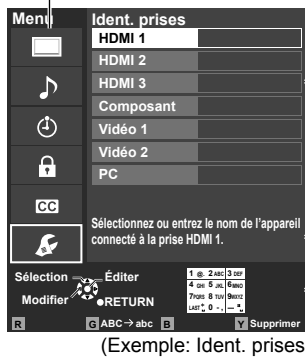 Menu
Ident. prises
HDMI 1
HDMI 2
HDMI 3
Composant
Vidéo 1
Vidéo 2
PC
CC
Sélectionnez ou entrez le nom de l’appareil
connecté à la prise HDMI 1.
Sélection Éditer
Modifier RETURN
1 @. 2 ABC 3 DEF
4 GHI 5 JKL 6 MNO
7 PQRS 8 TUV 9 WXYZ
LAST 0 - ,
R G ABC→abc B Y Supprimer
(Exemple: Ident. prises